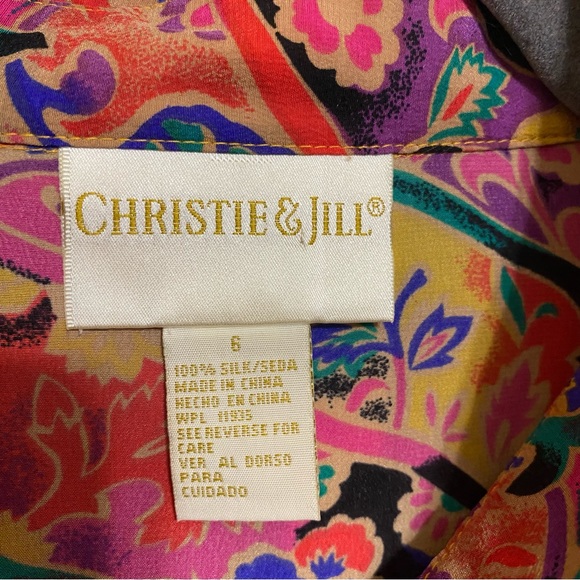 CHRISTIE & JILL®
6
100% SILK/SEDA
MADE IN CHINA
HECHO EN CHINA
WPL 11935
SEE REVERSE FOR
CARE
VER AL DORSO
PARA
CUIDADO